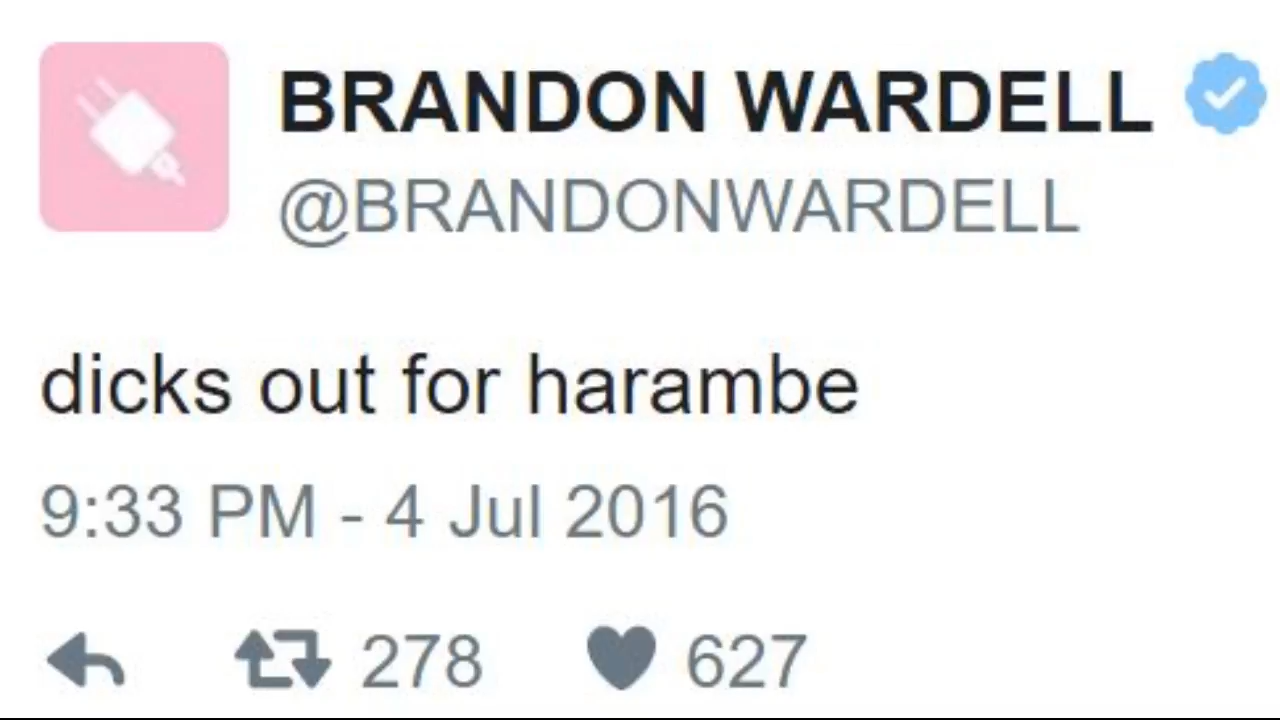 BRANDON WARDELL
@BRANDONWARDELL
dicks out for harambe
9:33 PM - 4 Jul 2016
278 627